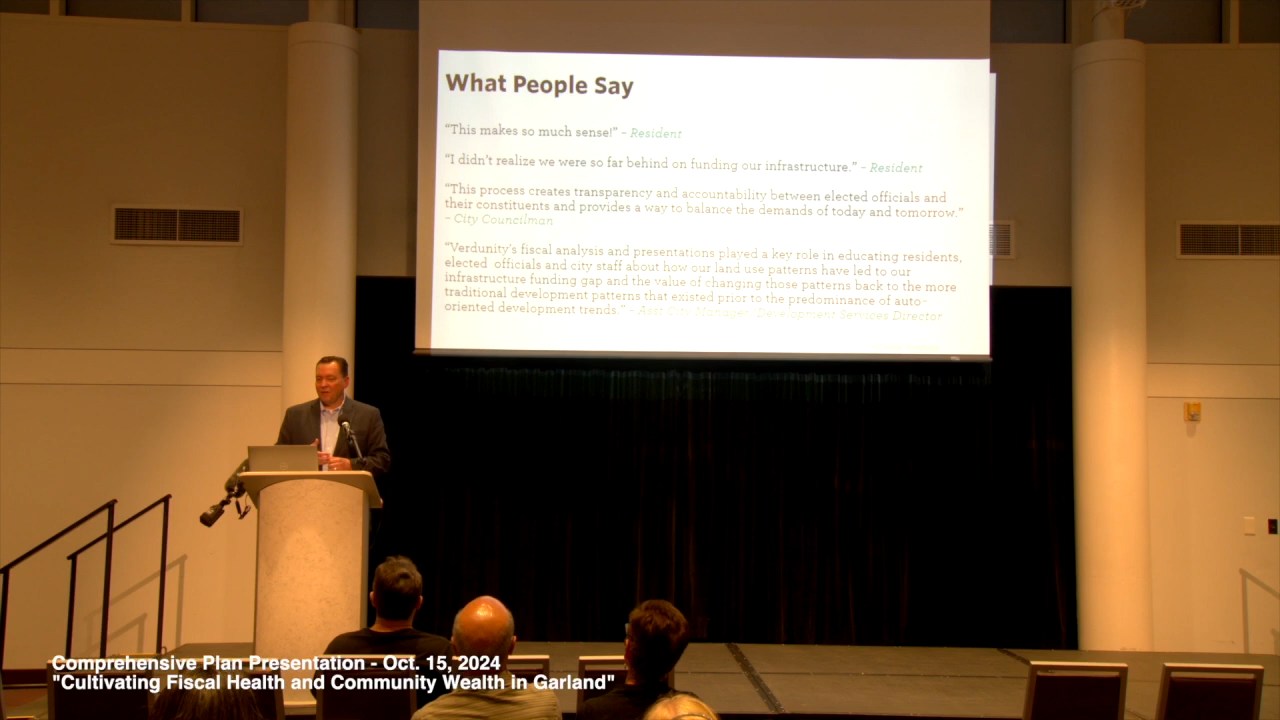 What People Say
“This makes so much sense!” – Resident
“I didn't realize we were so far behind on funding our infrastructure.” – Resident
“This process creates transparency and accountability between elected officials and
their constituents and provides a way to balance the demands of today and tomorrow.”
– City Councilman
“Verdunity's fiscal analysis and presentations played a key role in educating residents,
elected officials and city staff about how our land use patterns have led to our
infrastructure funding gap and the value of changing those patterns back to the more
traditional development patterns that existed prior to the predominance of auto-
oriented development trends.” – Asst City Manager/Development Services Director
Comprehensive Plan Presentation - Oct. 15, 2024
"Cultivating Fiscal Health and Community Wealth in Garland"